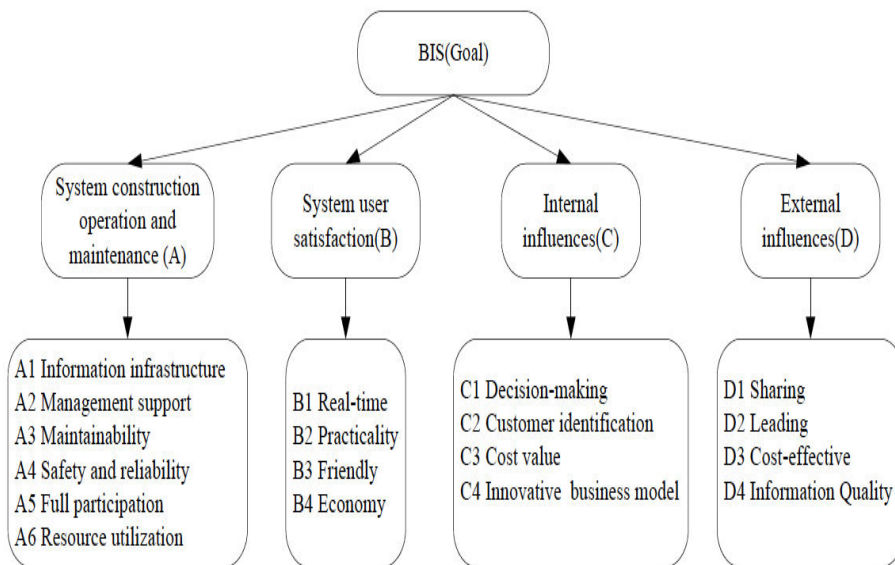 BIS(Goal)
System construction
operation and
maintenance (A)
System user
satisfaction(B)
Internal
influences(C)
External
influences(D)
A1 Information infrastructure
A2 Management support
A3 Maintainability
A4 Safety and reliability
A5 Full participation
A6 Resource utilization
B1 Real-time
B2 Practicality
B3 Friendly
B4 Economy
C1 Decision-making
C2 Customer identification
C3 Cost value
C4 Innovative business model
D1 Sharing
D2 Leading
D3 Cost-effective
D4 Information Quality